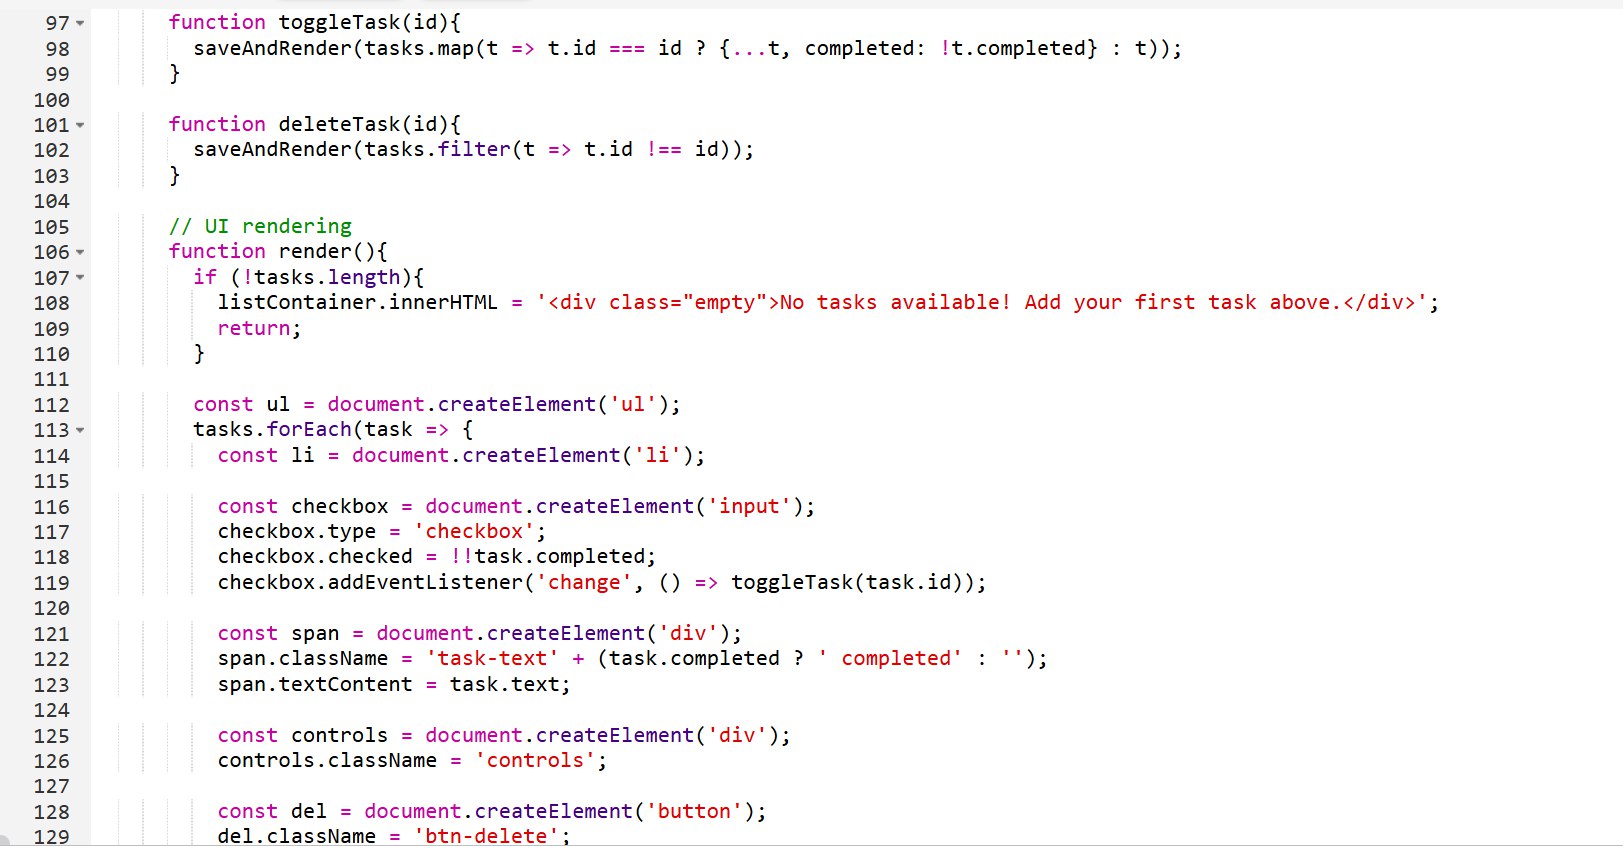 97 function toggleTask(id){
98 saveAndRender(tasks.map(t => t.id === id ? {...t, completed: !t.completed} : t));
99 }
100
101 function deleteTask(id){
102 saveAndRender(tasks.filter(t => t.id !== id));
103 }
104
105 // UI rendering
106 function render(){
107 if (!tasks.length){
108 listContainer.innerHTML = '<div class="empty">No tasks available! Add your first task above.</div>';
109 return;
110 }
111
112 const ul = document.createElement('ul');
113 tasks.forEach(task => {
114 const li = document.createElement('li');
115
116 const checkbox = document.createElement('input');
117 checkbox.type = 'checkbox';
118 checkbox.checked = !!task.completed;
119 checkbox.addEventListener('change', () => toggleTask(task.id));
120
121 const span = document.createElement('div');
122 span.className = 'task-text' + (task.completed ? ' completed' : '');
123 span.textContent = task.text;
124
125 const controls = document.createElement('div');
126 controls.className = 'controls';
127
128 const del = document.createElement('button');
129 del.className = 'btn-delete';